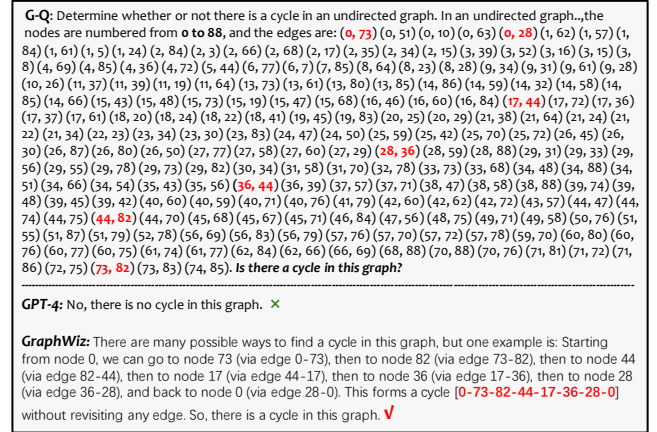 G-Q: Determine whether or not there is a cycle in an undirected graph. In an undirected graph..,the
nodes are numbered from 0 to 88, and the edges are: (0, 73) (0, 51) (0, 10) (0, 63) (0, 28) (1, 62) (1, 57) (1,
84) (1, 61) (1, 5) (1, 24) (2, 84) (2, 3) (2, 66) (2, 68) (2, 17) (2, 35) (2, 34) (2, 15) (3, 39) (3, 52) (3, 16) (3, 15) (3,
8) (4, 69) (4, 85) (4, 36) (4, 72) (5, 44) (6, 77) (6, 7) (7, 85) (8, 64) (8, 23) (8, 28) (9, 34) (9, 31) (9, 61) (9, 28)
(10, 26) (11, 37) (11, 39) (11, 19) (11, 64) (13, 73) (13, 61) (13, 80) (13, 85) (14, 86) (14, 59) (14, 32) (14, 58) (14,
85) (14, 66) (15, 43) (15, 48) (15, 73) (15, 19) (15, 47) (15, 68) (16, 46) (16, 60) (16, 84) (17, 44) (17, 72) (17, 36)
(17, 37) (17, 61) (18, 20) (18, 24) (18, 22) (18, 41) (19, 45) (19, 83) (20, 25) (20, 29) (21, 38) (21, 64) (21, 24) (21,
22) (21, 34) (22, 23) (23, 34) (23, 30) (23, 83) (24, 47) (24, 50) (25, 59) (25, 42) (25, 70) (25, 72) (26, 45) (26,
30) (26, 87) (26, 80) (26, 50) (27, 77) (27, 58) (27, 60) (27, 29) (28, 36) (28, 59) (28, 88) (29, 31) (29, 33) (29,
56) (29, 55) (29, 78) (29, 73) (29, 82) (30, 34) (31, 58) (31, 70) (32, 78) (33, 73) (33, 68) (34, 48) (34, 88) (34,
51) (34, 66) (34, 54) (35, 43) (35, 56) (36, 44) (36, 39) (37, 57) (37, 71) (38, 47) (38, 58) (38, 88) (39, 74) (39,
48) (39, 45) (39, 42) (40, 60) (40, 59) (40, 71) (40, 76) (41, 79) (42, 60) (42, 62) (42, 72) (43, 57) (44, 47) (44,
74) (44, 75) (44, 82) (44, 70) (45, 68) (45, 67) (45, 71) (46, 84) (47, 56) (48, 75) (49, 71) (49, 58) (50, 76) (51,
55) (51, 87) (51, 79) (52, 78) (56, 69) (56, 83) (56, 79) (57, 76) (57, 70) (57, 72) (57, 78) (59, 70) (60, 80) (60,
76) (60, 77) (60, 75) (61, 74) (61, 77) (62, 84) (62, 66) (66, 69) (68, 88) (70, 88) (70, 76) (71, 81) (71, 72) (71,
86) (72, 75) (73, 82) (73, 83) (74, 85). Is there a cycle in this graph?
GPT-4: No, there is no cycle in this graph. ×
GraphWiz: There are many possible ways to find a cycle in this graph, but one example is: Starting
from node 0, we can go to node 73 (via edge 0-73), then to node 82 (via edge 73-82), then to node 44
(via edge 82-44), then to node 17 (via edge 44-17), then to node 36 (via edge 17-36), then to node 28
(via edge 36-28), and back to node 0 (via edge 28-0). This forms a cycle [0-73-82-44-17-36-28-0]
without revisiting any edge. So, there is a cycle in this graph. √